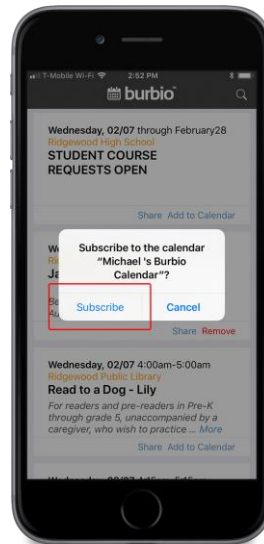 T-Mobile Wi-Fi 2:52 PM
burbio
Wednesday, 02/07 through February28
Ridgewood High School
STUDENT COURSE
REQUESTS OPEN
Share Add to Calendar
Subscribe to the calendar
"Michael 's Burbio
Calendar"?
Subscribe Cancel
Share Remove
Wednesday, 02/07 4:00am-5:00am
Ridgewood Public Library
Read to a Dog - Lily
For readers and pre-readers in Pre-K
through grade 5, unaccompanied by a
caregiver, who wish to practice ... More
Share Add to Calendar